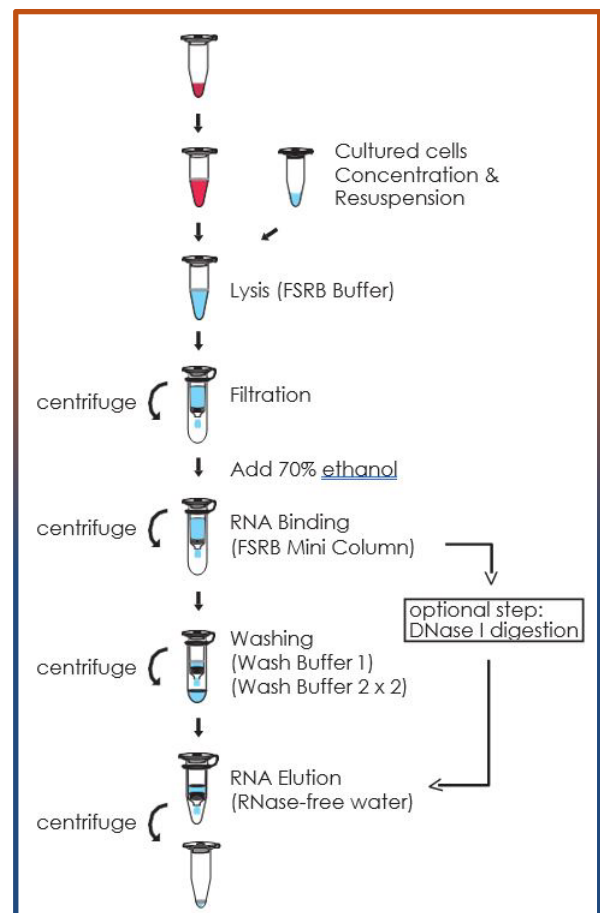 Cultured cells
Concentration &
Resuspension
Lysis (FSRB Buffer)
centrifuge
Filtration
Add 70% ethanol
centrifuge
RNA Binding
(FSRB Mini Column)
optional step:
DNase I digestion
centrifuge
Washing
(Wash Buffer 1)
(Wash Buffer 2 x 2)
RNA Elution
(RNase-free water)
centrifuge